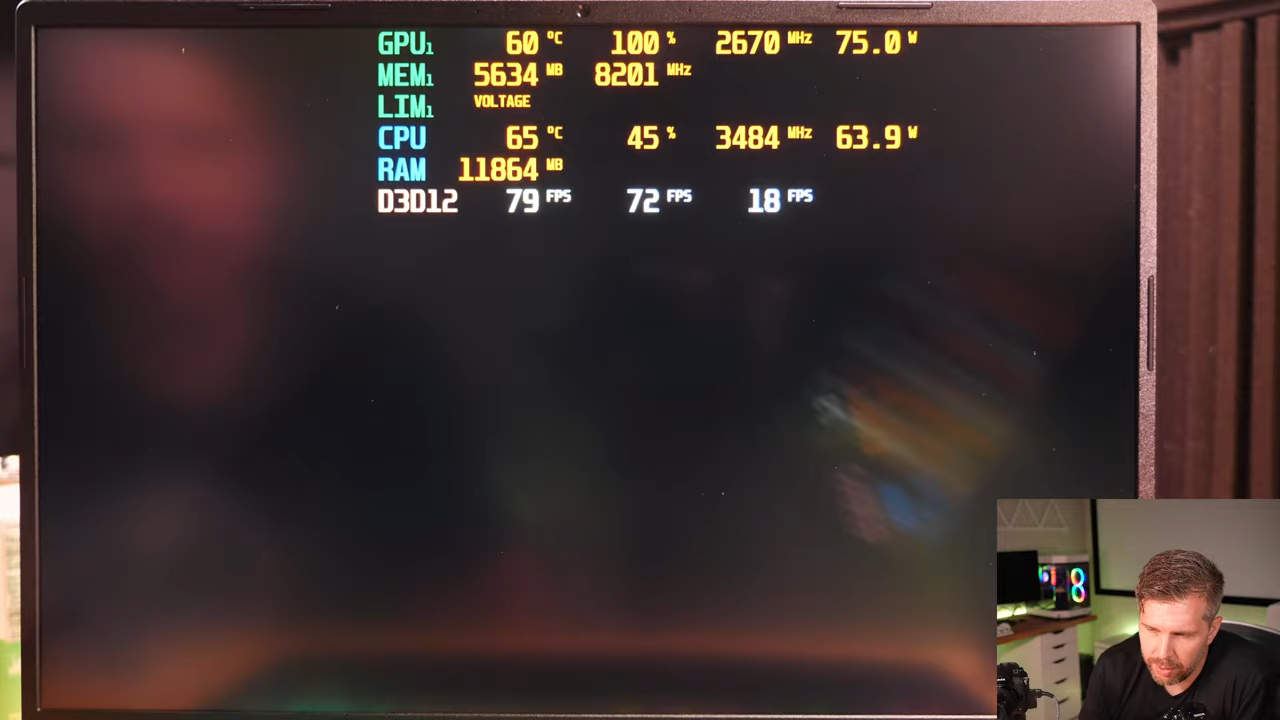 GPU1 60 °C 100 % 2670 MHz 75.0 W
MEM1 5634 MB 8201 MHz
LIM1 VOLTAGE
CPU 65 °C 45 % 3484 MHz 63.9 W
RAM 11864 MB
D3D12 79 FPS 72 FPS 18 FPS